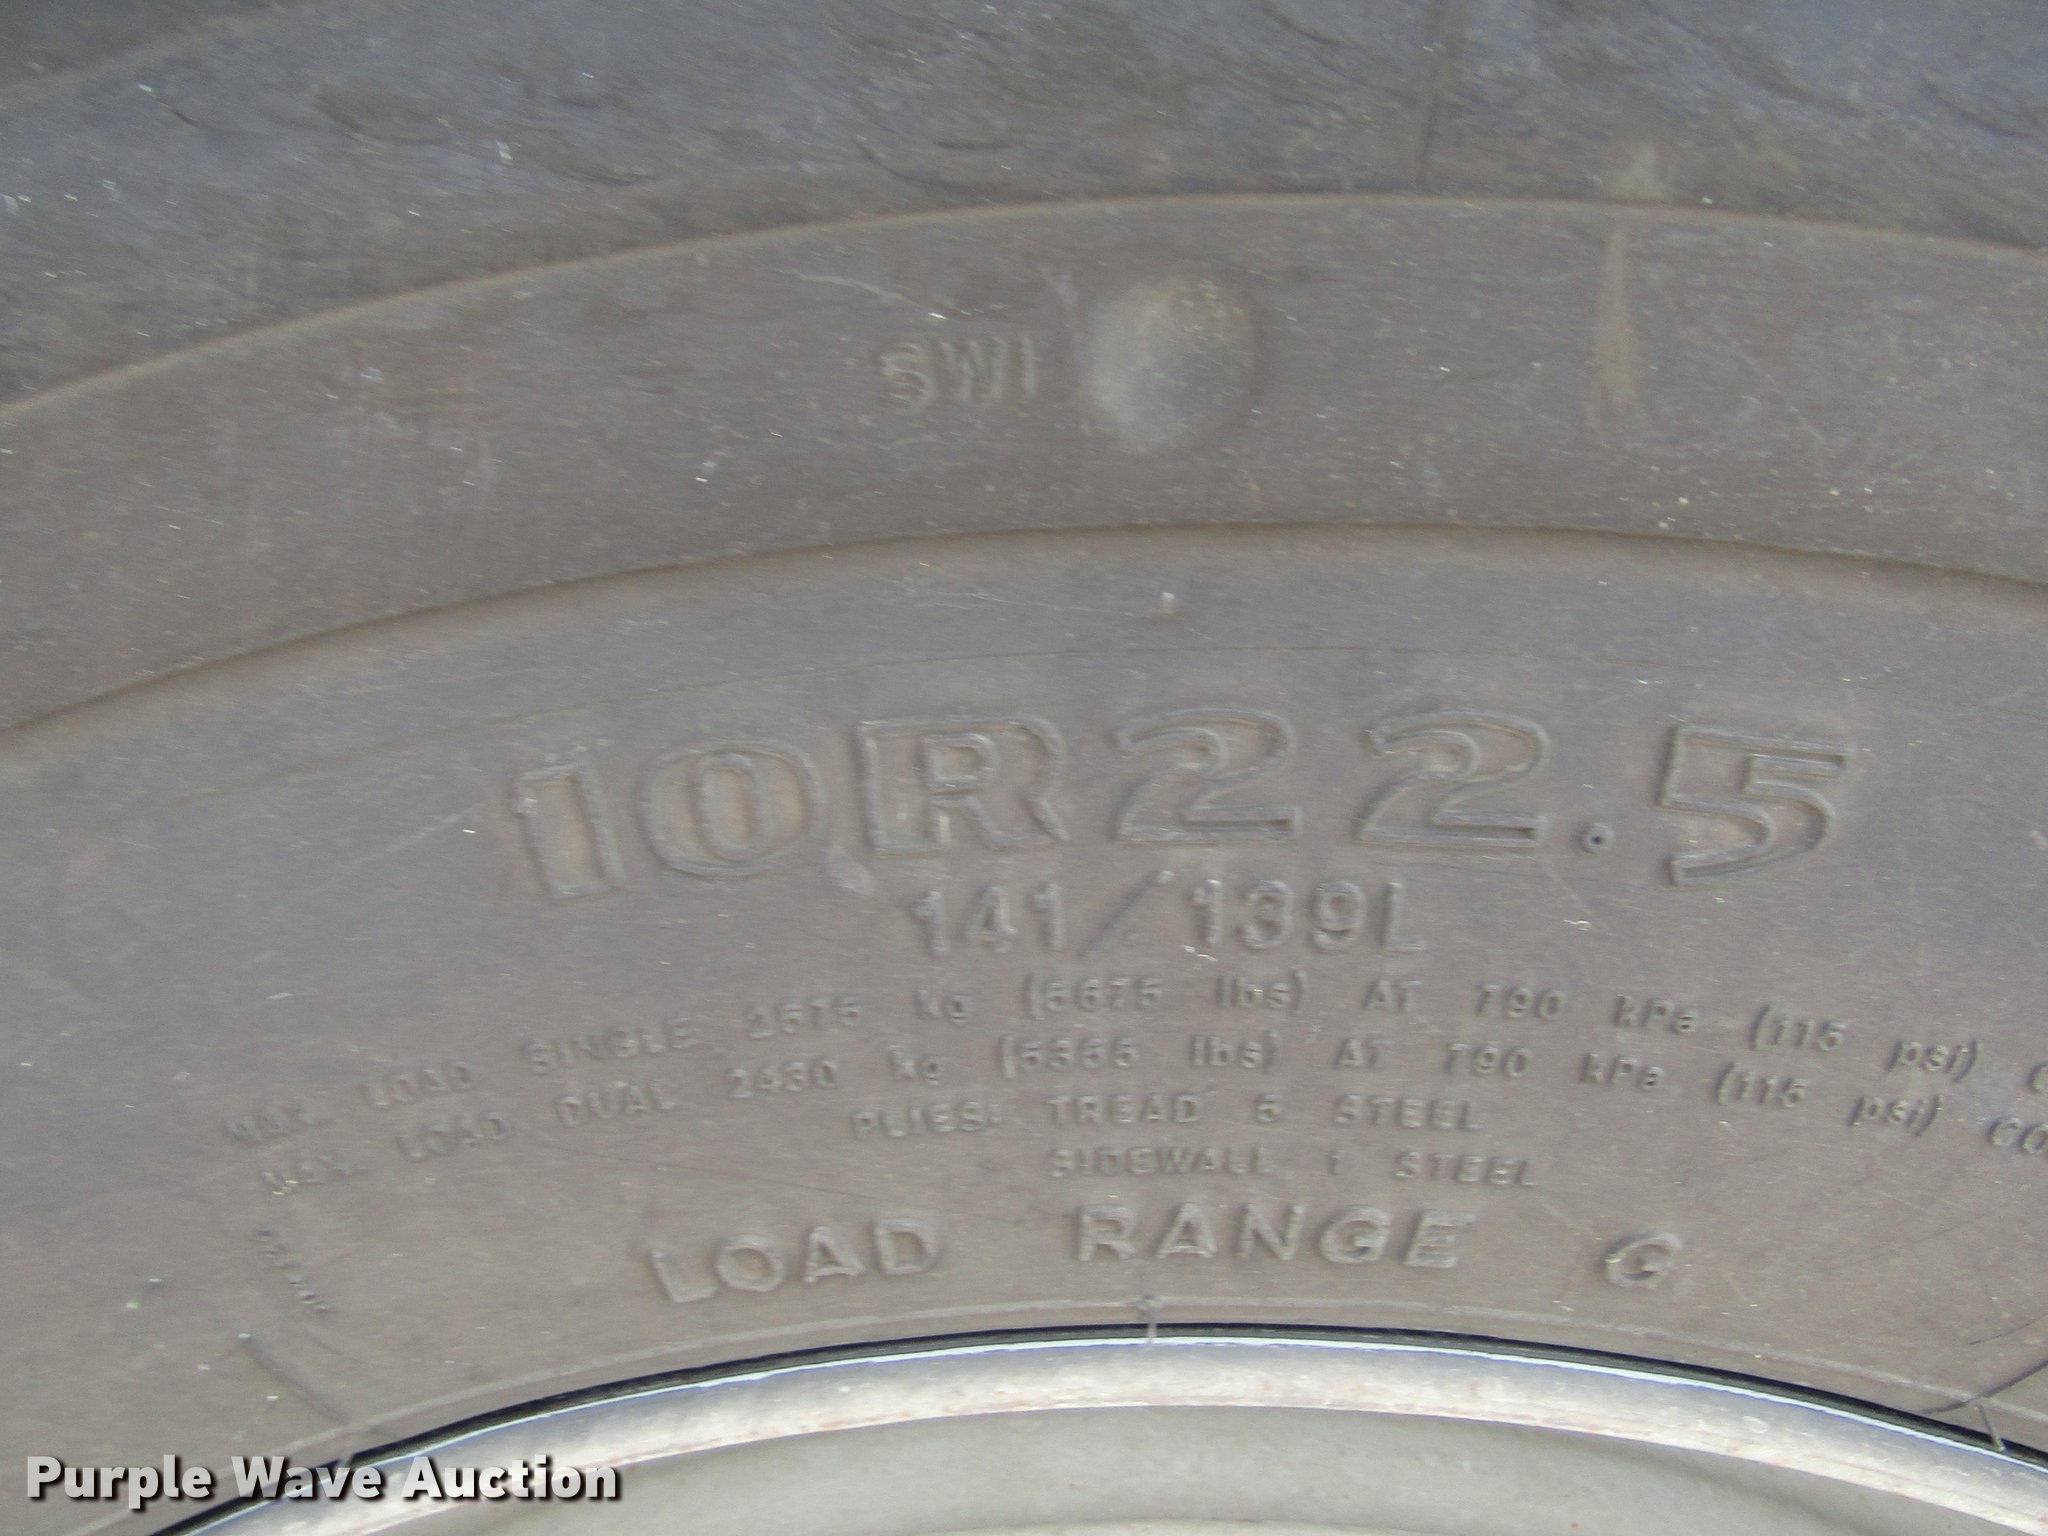 SWI
10R22.5
141/139L
MAX. LOAD SINGLE 2575 kg (5675 lbs) AT 790 kPa (115 psi)
MAX. LOAD DUAL 2430 kg (5355 lbs) AT 790 kPa (115 psi) CO
PLIES: TREAD 5 STEEL
SIDEWALL 1 STEEL
LOAD RANGE G
Purple Wave Auction